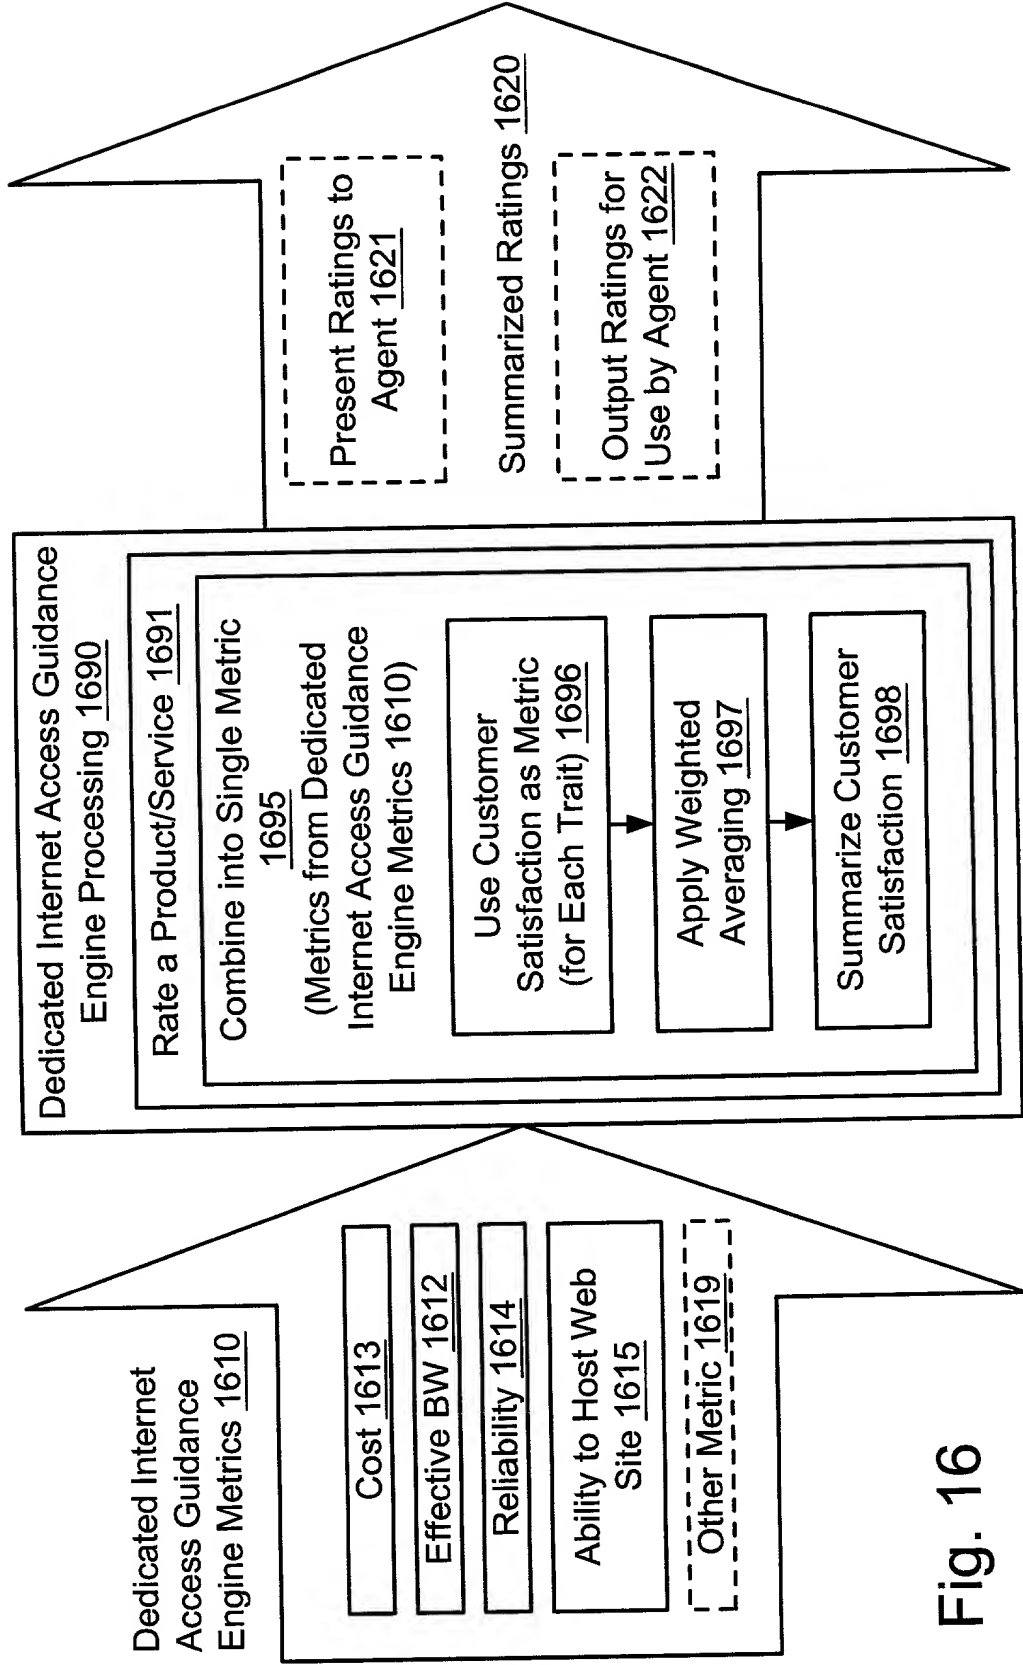 Dedicated Internet
Access Guidance
Engine Metrics 1610
Cost 1613
Effective BW 1612
Reliability 1614
Ability to Host Web
Site 1615
Other Metric 1619
Dedicated Internet Access Guidance
Engine Processing 1690
Rate a Product/Service 1691
Combine into Single Metric
1695
(Metrics from Dedicated
Internet Access Guidance
Engine Metrics 1610)
Use Customer
Satisfaction as Metric
(for Each Trait) 1696
Apply Weighted
Averaging 1697
Summarize Customer
Satisfaction 1698
Present Ratings to
Agent 1621
Summarized Ratings 1620
Output Ratings for
Use by Agent 1622
Fig. 16